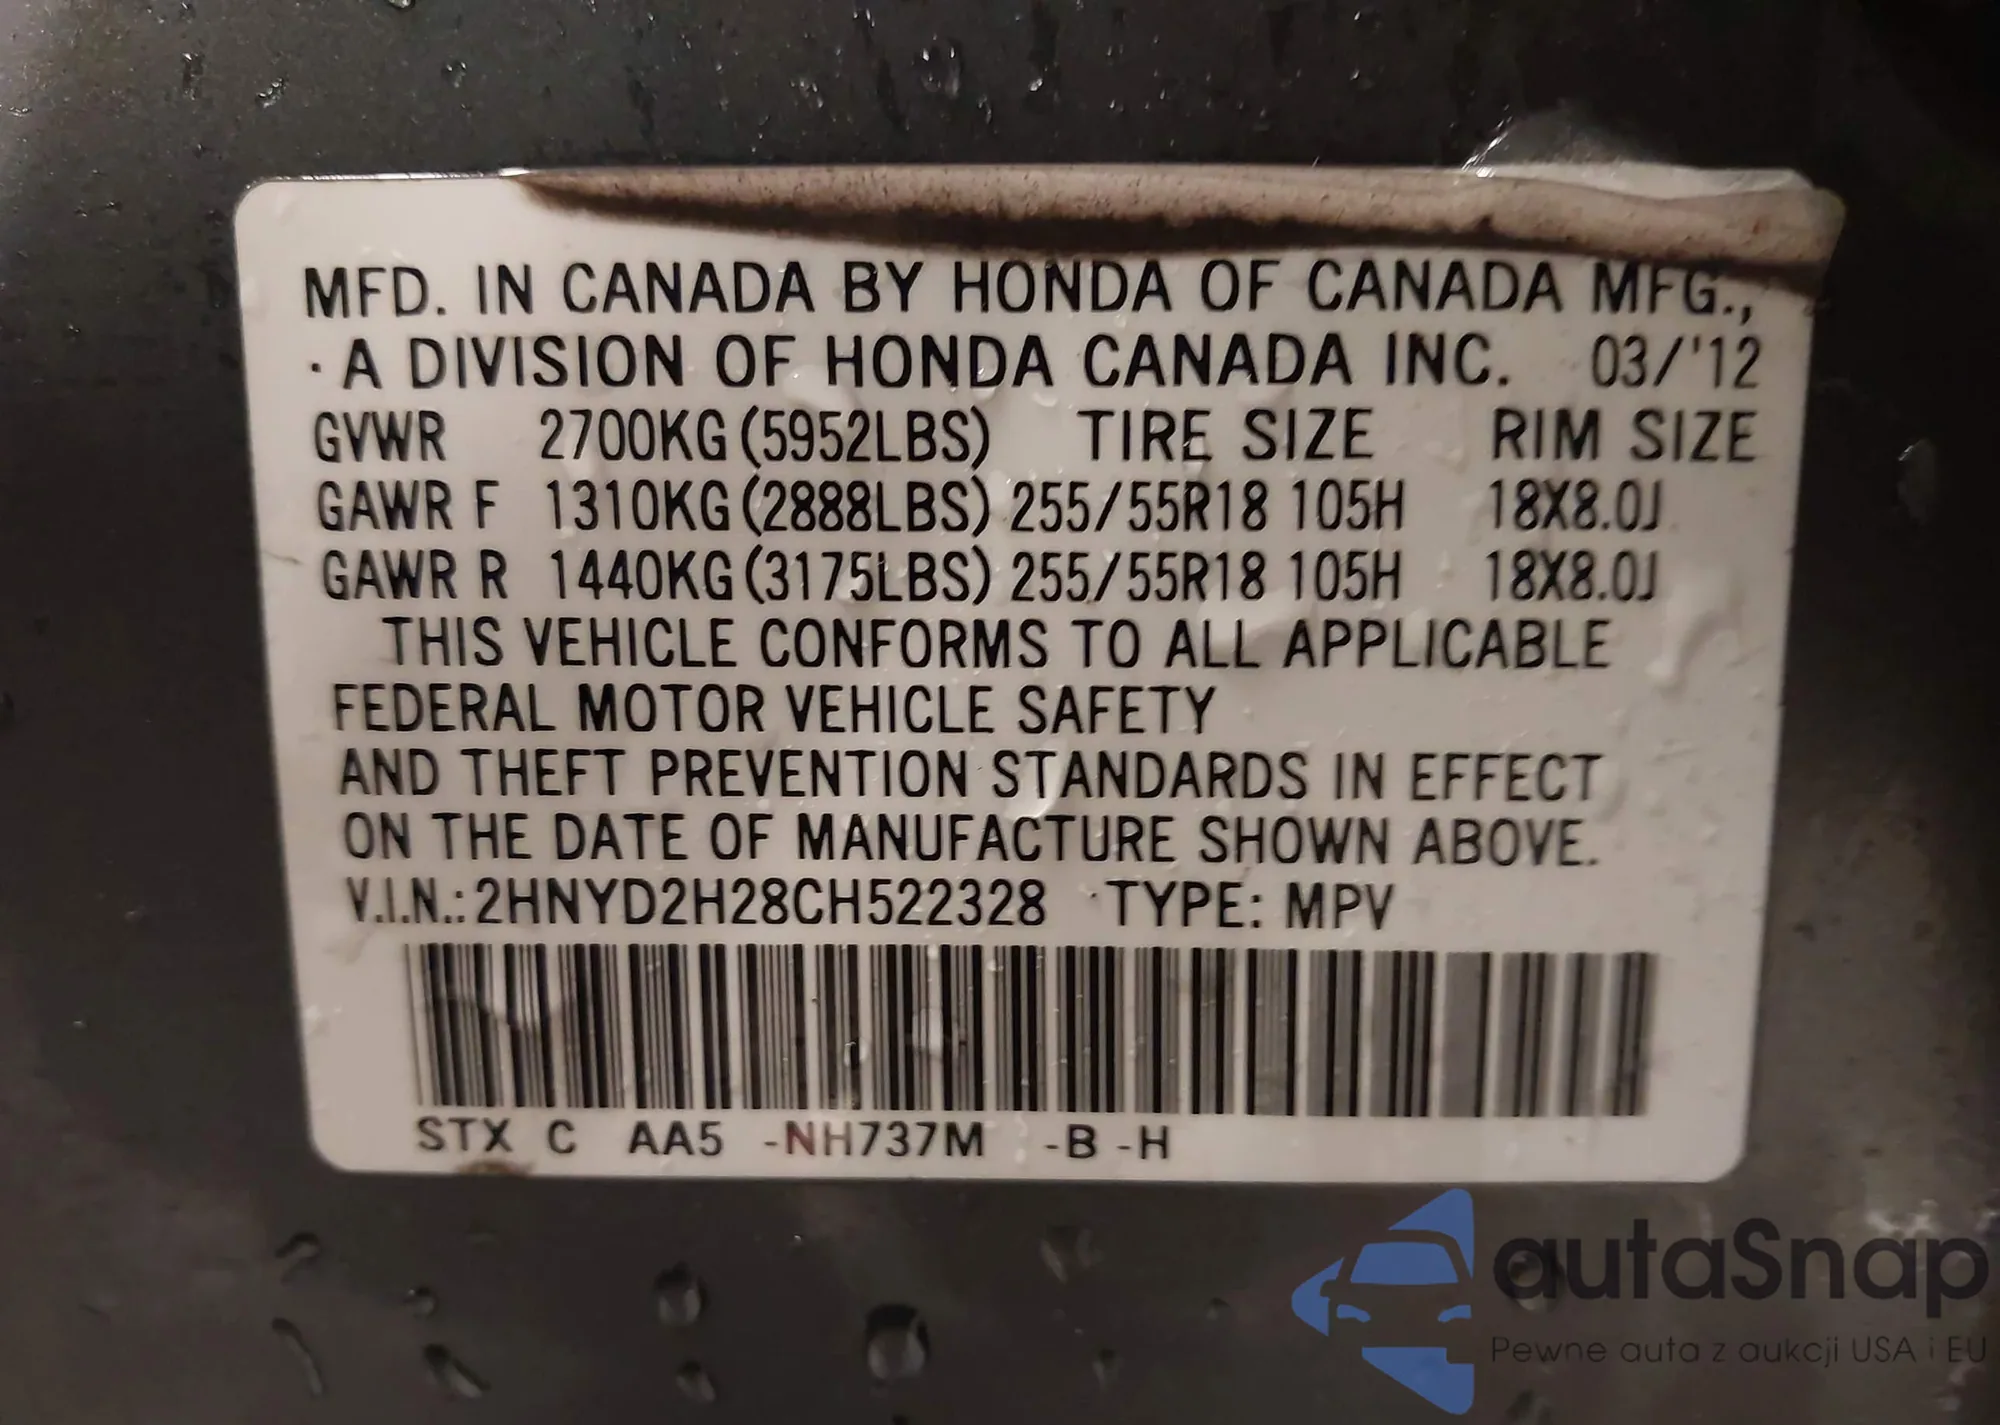 MFD. IN CANADA BY HONDA OF CANADA MFG.,
· A DIVISION OF HONDA CANADA INC. 03/'12
GVWR 2700KG (5952LBS) TIRE SIZE RIM SIZE
GAWR F 1310KG (2888LBS) 255/55R18 105H 18X8.0J
GAWR R 1440KG (3175LBS) 255/55R18 105H 18X8.0J
THIS VEHICLE CONFORMS TO ALL APPLICABLE
FEDERAL MOTOR VEHICLE SAFETY
AND THEFT PREVENTION STANDARDS IN EFFECT
ON THE DATE OF MANUFACTURE SHOWN ABOVE.
V.I.N.: 2HNYD2H28CH522328 TYPE: MPV
STX C AA5 -NH737M -B -H
autaSnap
Pewne auta z aukcji USA i EU